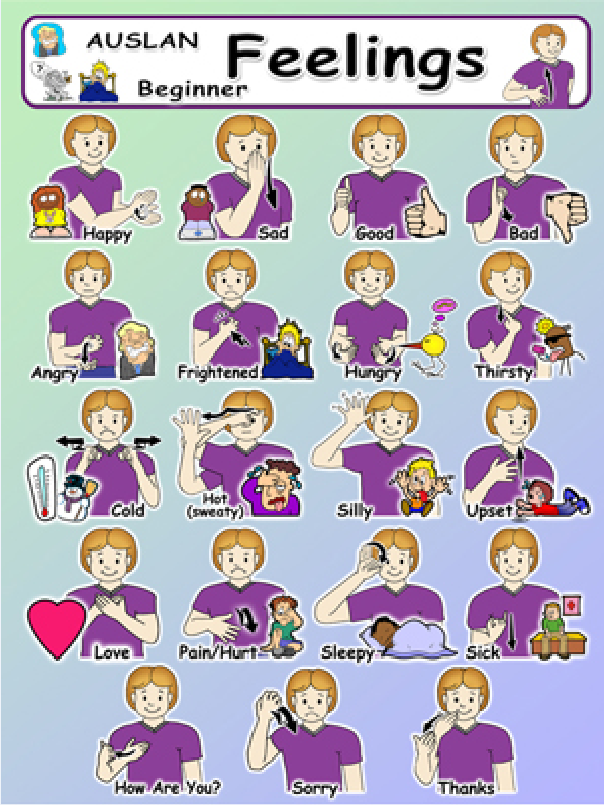 AUSLAN
Feelings
Beginner
?
Happy
Sad
Good
Bad
Angry
Frightened
Hungry
Thirsty
Cold
Hot
(sweaty)
Silly
Upset
Love
Pain/Hurt
Sleepy
Sick
How Are You?
Sorry
Thanks